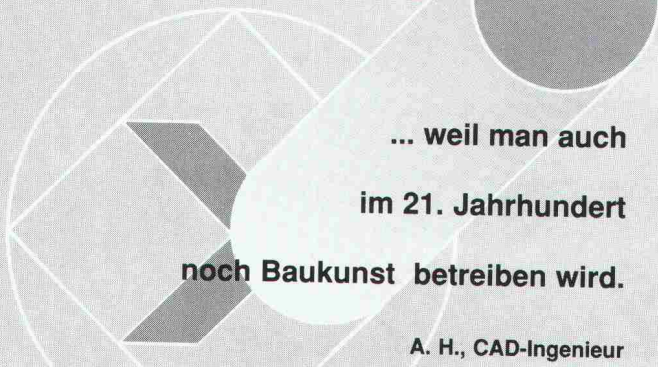 ... weil man auch
im 21. Jahrhundert
noch Baukunst betreiben wird.
A. H., CAD-Ingenieur